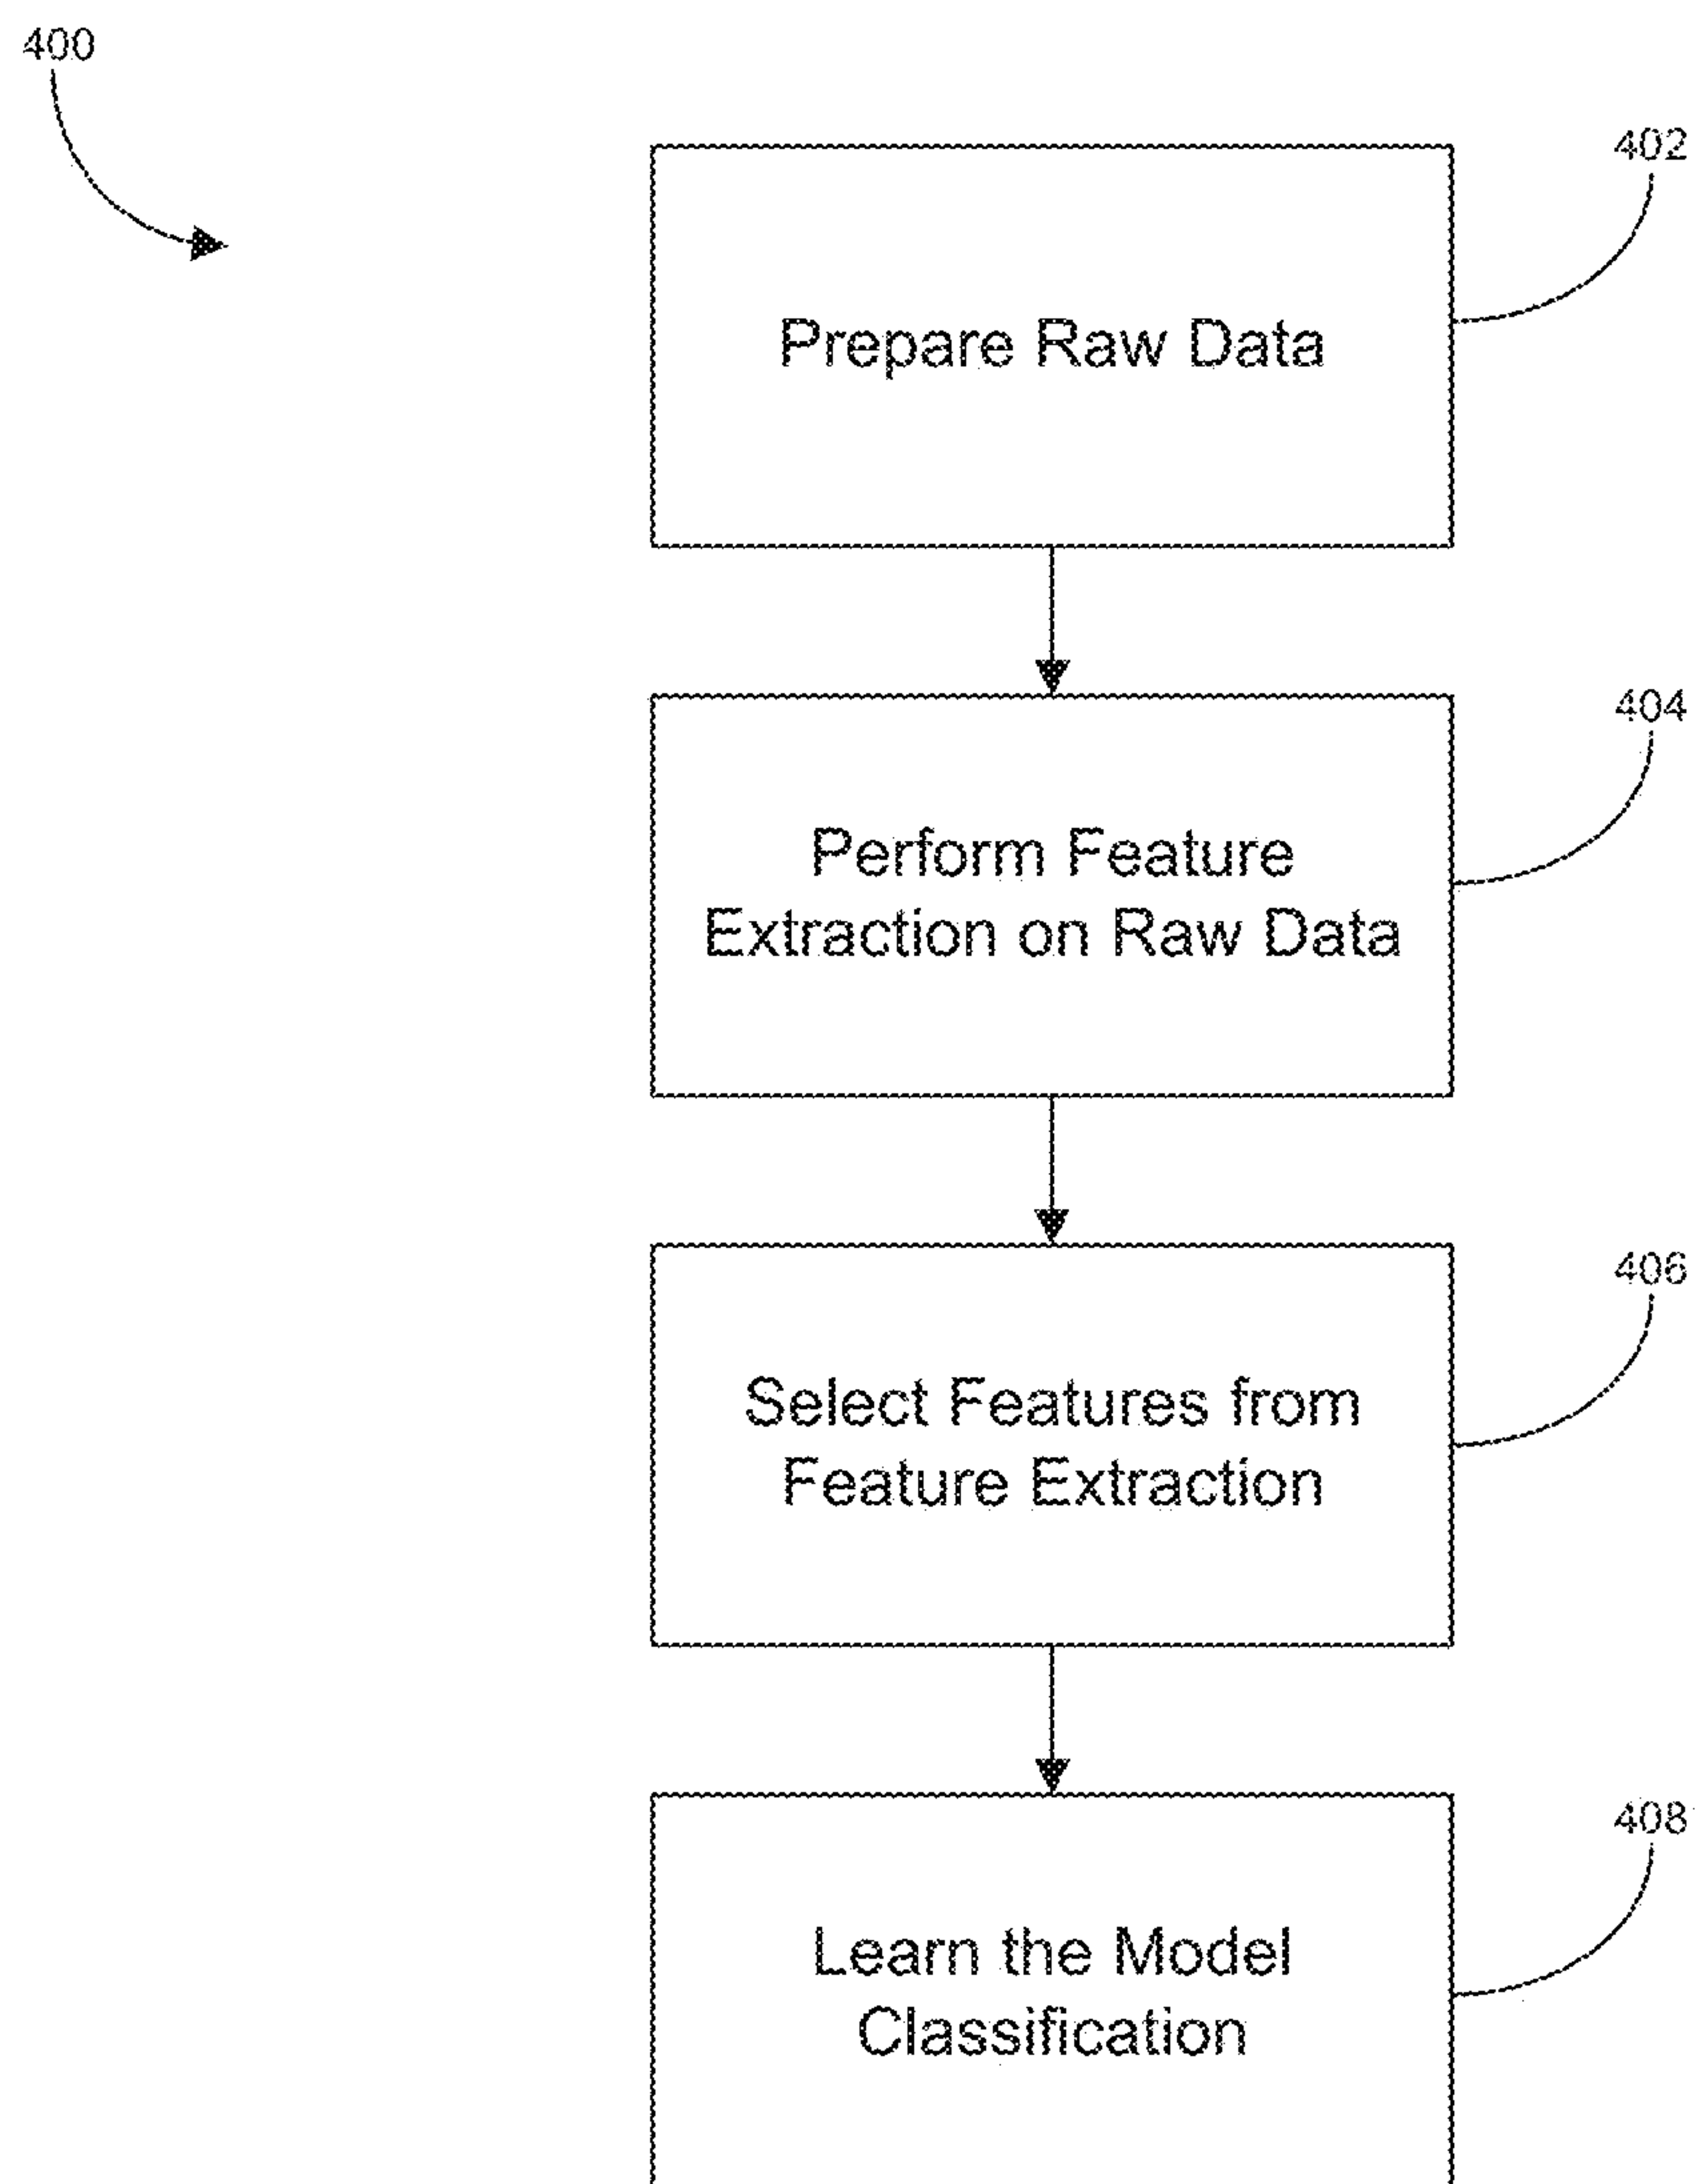 400
402
Prepare Raw Data
404
Perform Feature
Extraction on Raw Data
406
Select Features from
Feature Extraction
408
Learn the Model
Classification